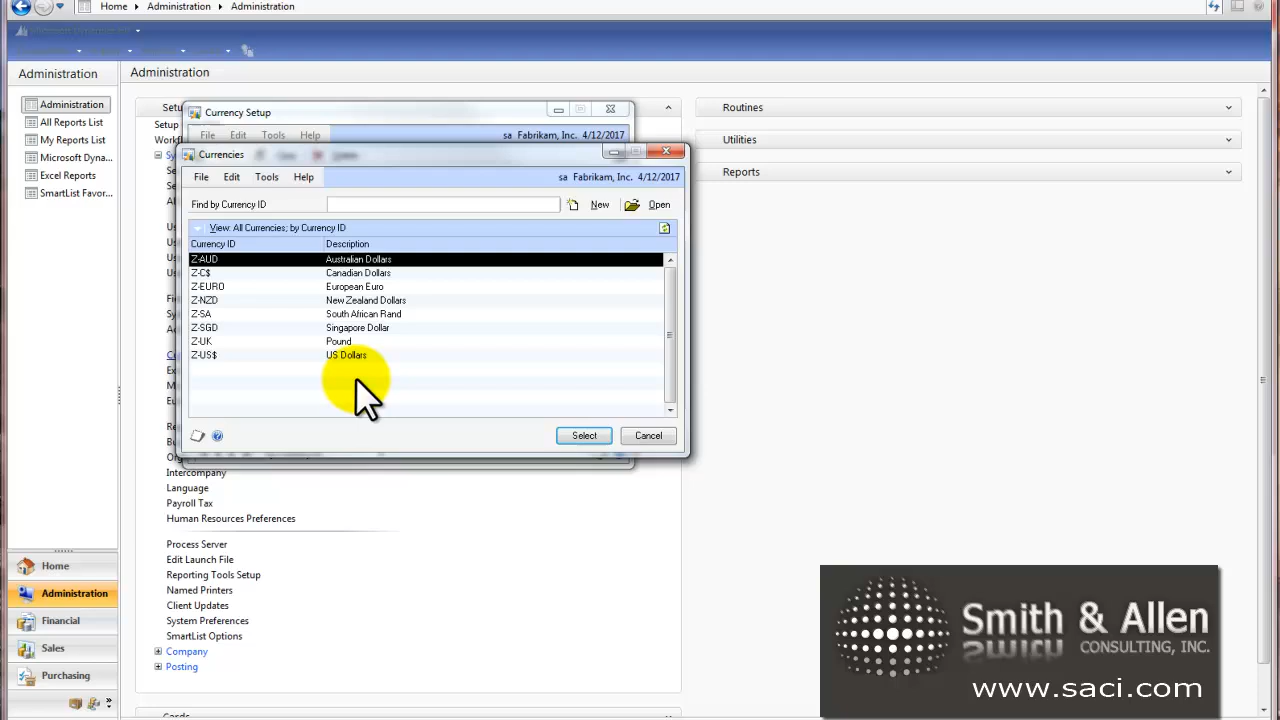 Home ▸ Administration ▸ Administration
Administration
Administration
All Reports List
My Reports List
Microsoft Dyna...
Excel Reports
SmartList Favor...
Home
Administration
Financial
Sales
Purchasing
Administration
Setup
Workf
Intercompany
Language
Payroll Tax
Human Resources Preferences
Process Server
Edit Launch File
Reporting Tools Setup
Named Printers
Client Updates
System Preferences
SmartList Options
Company
Posting
Cards
Routines
Utilities
Reports
Currency Setup
File Edit Tools Help sa Fabrikam, Inc. 4/12/2017
Currencies
File Edit Tools Help sa Fabrikam, Inc. 4/12/2017
Find by Currency ID New Open
View: All Currencies; by Currency ID
Currency ID Description
Z-AUD Australian Dollars
Z-C$ Canadian Dollars
Z-EURO European Euro
Z-NZD New Zealand Dollars
Z-SA South African Rand
Z-SGD Singapore Dollar
Z-UK Pound
Z-US$ US Dollars
Select Cancel
Smith & Allen
CONSULTING, INC.
www.saci.com